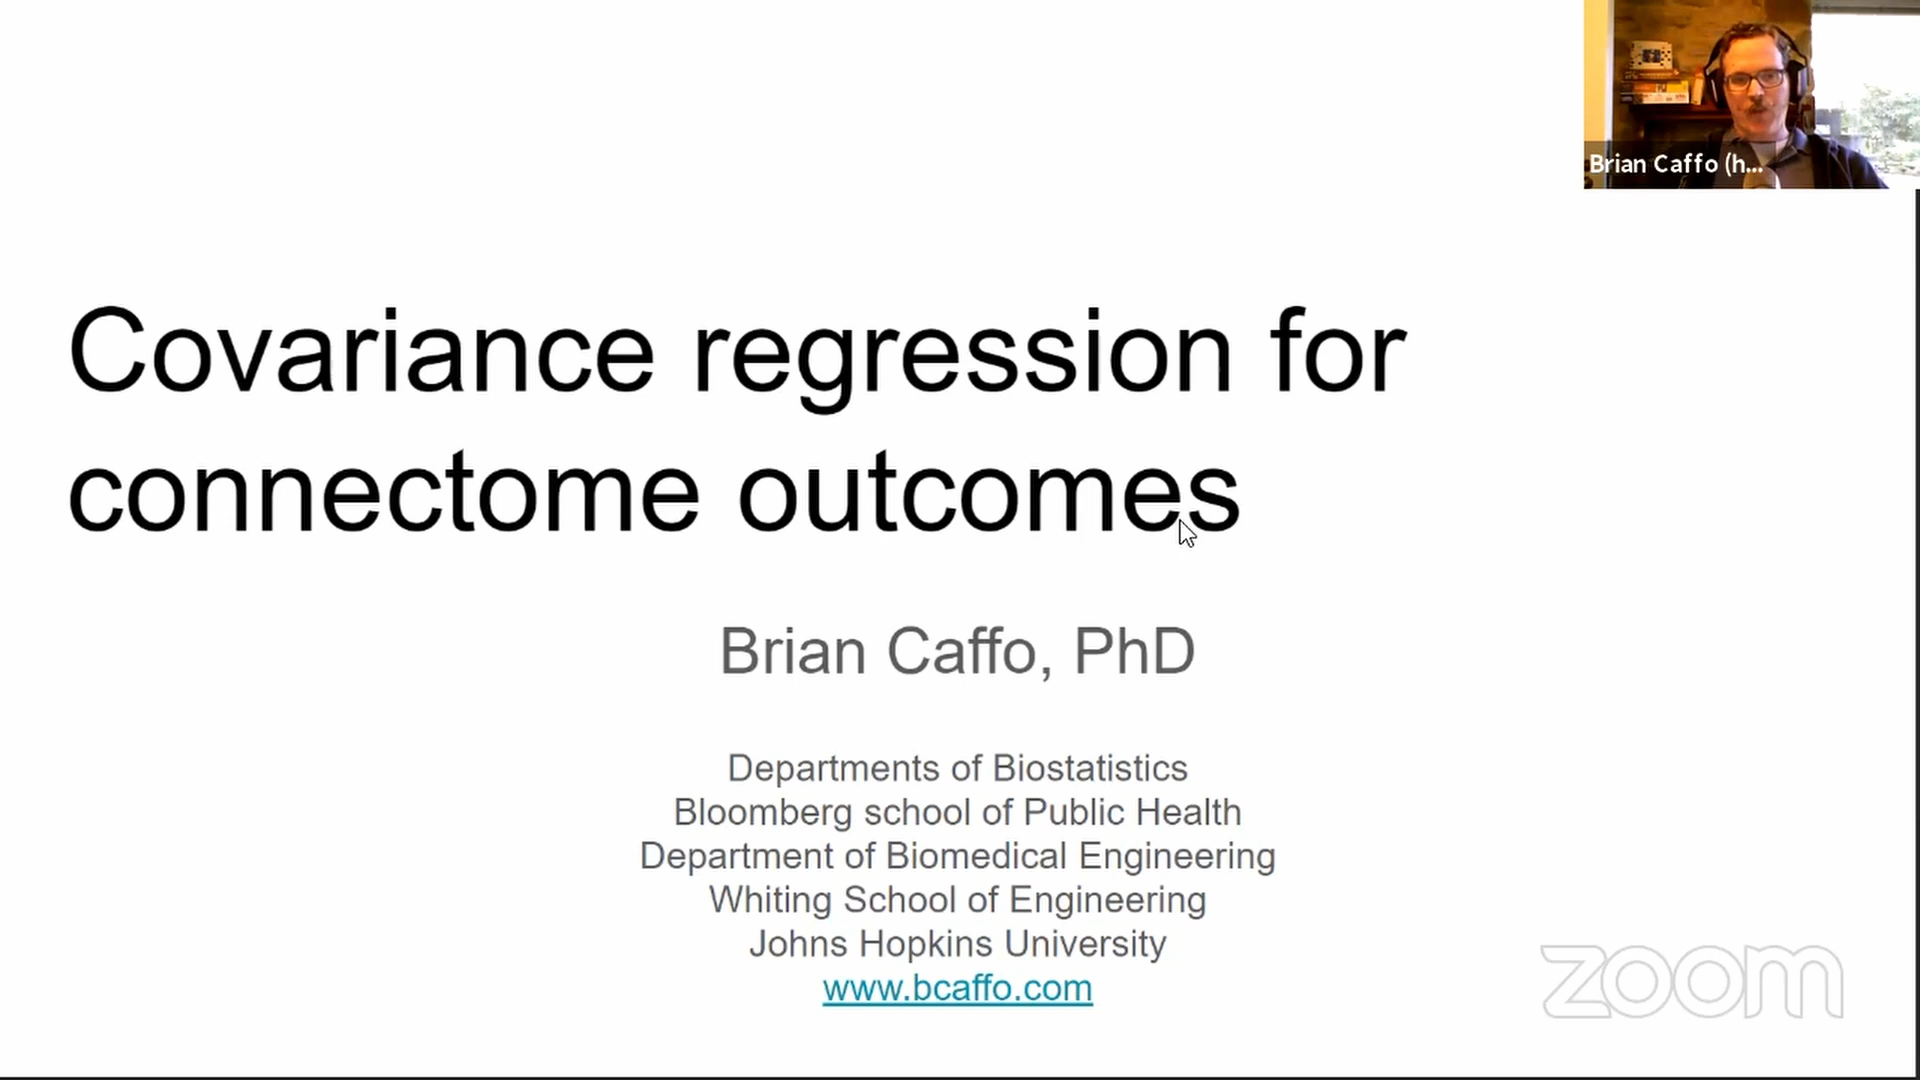 Brian Caffo (h...
Covariance regression for
connectome outcomes
Brian Caffo, PhD
Departments of Biostatistics
Bloomberg school of Public Health
Department of Biomedical Engineering
Whiting School of Engineering
Johns Hopkins University
www.bcaffo.com
zoom